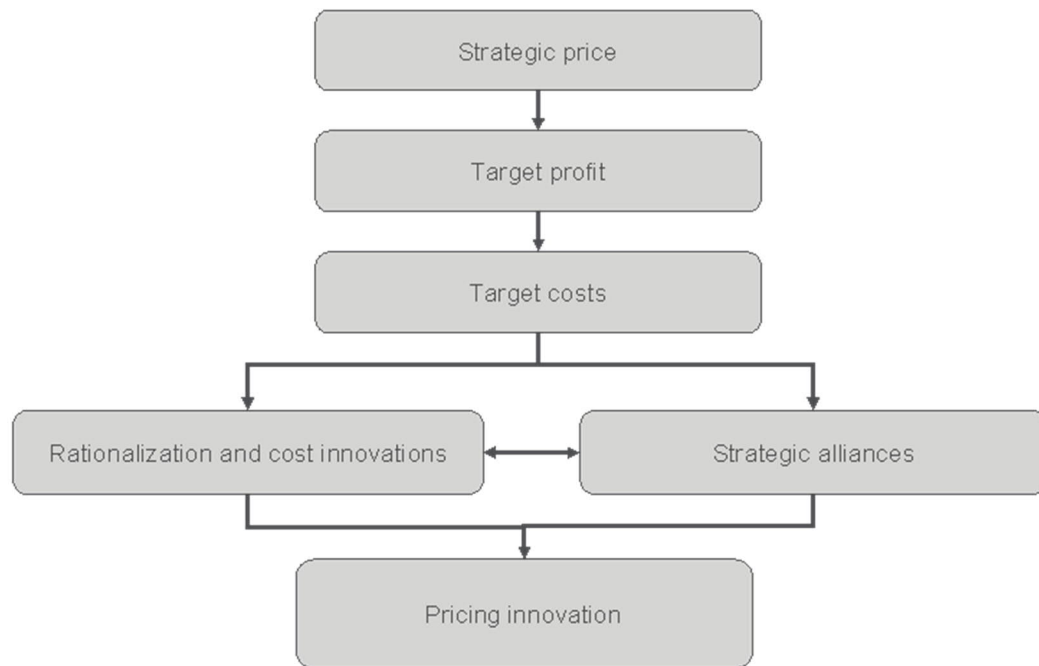 Strategic price
Target profit
Target costs
Rationalization and cost innovations
Strategic alliances
Pricing innovation